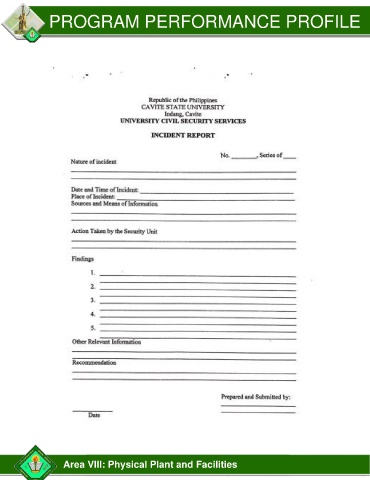 PROGRAM PERFORMANCE PROFILE
Republic of the Philippines
CAVITE STATE UNIVERSITY
Indang, Cavite
UNIVERSITY CIVIL SECURITY SERVICES
INCIDENT REPORT
No. ________, Series of ____
Nature of incident
Date and Time of Incident:
Place of Incident:
Sources and Means of Information
Action Taken by the Security Unit
Findings
1.
2.
3.
4.
5.
Other Relevant Information
Recommendation
Prepared and Submitted by:
Date
Area VIII: Physical Plant and Facilities